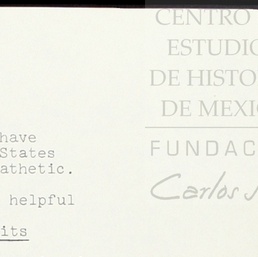 CENTRO
ESTUDIO
DE HISTO
DE MEXIC
FUNDAC
Carlos
have
States
athetic.
helpful
its